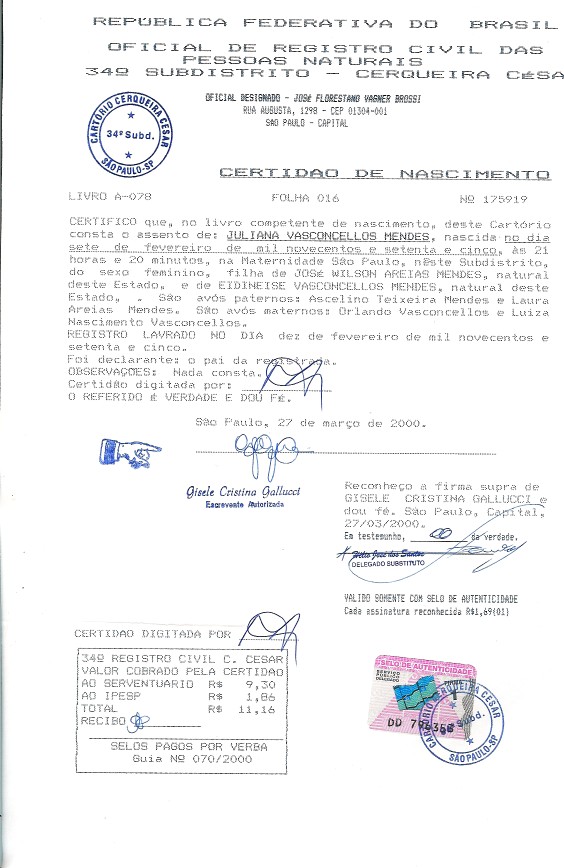 REPÚBLICA FEDERATIVA DO BRASIL
OFICIAL DE REGISTRO CIVIL DAS
PESSOAS NATURAIS
34º SUBDISTRITO - CERQUEIRA CÉSA
OFICIAL DESIGNADO - JOSÉ FLORESTANO VAGNER BROSSI
RUA AUGUSTA, 1298 - CEP 01304-001
SÃO PAULO - CAPITAL
CARTÓRIO CERQUEIRA CESAR
34º Subd.
SÃO PAULO-SP
CERTIDAO DE NASCIMENTO
LIVRO A-078 FOLHA 016 Nº 175919
CERTIFICO que, no livro competente de nascimento, deste Cartório
consta o assento de: JULIANA VASCONCELLOS MENDES, nascida no dia
sete de fevereiro de mil novecentos e setenta e cinco, às 21
horas e 20 minutos, na Maternidade São Paulo, nêste Subdistrito,
do sexo feminino, filha de JOSÉ WILSON AREIAS MENDES, natural
deste Estado, e de EIDINEISE VASCONCELLOS MENDES, natural deste
Estado, . São avós paternos: Ascelino Teixeira Mendes e Laura
Areias Mendes. São avós maternos: Orlando Vasconcellos e Luiza
Nascimento Vasconcellos.
REGISTRO LAVRADO NO DIA dez de fevereiro de mil novecentos e
setenta e cinco.
Foi declarante: o pai da registrada.
OBSERVAÇÕES: Nada consta.
Certidão digitada por:
O REFERIDO É VERDADE E DOU FÉ.
São Paulo, 27 de março de 2000.
Gisele Cristina Gallucci
Escrevente Autorizada
Reconheço a firma supra de
GISELE CRISTINA GALLUCCI e
dou fé. São Paulo, Capital,
27/03/2000.
Em testemunho, da verdade.
Hélio José dos Santos
DELEGADO SUBSTITUTO
VALIDO SOMENTE COM SELO DE AUTENTICIDADE
Cada assinatura reconhecida R$1,69(01)
CERTIDAO DIGITADA POR
34º REGISTRO CIVIL C. CESAR
VALOR COBRADO PELA CERTIDAO
AO SERVENTUARIO R$ 9,30
AO IPESP R$ 1,86
TOTAL R$ 11,16
RECIBO
SELOS PAGOS POR VERBA
Guia Nº 070/2000
SELO DE AUTENTICIDADE
SERVIÇO
PÚBLICO
DELEGADO
CARTÓRIO CERQUEIRA CESAR
34º Subd.
SÃO PAULO-SP